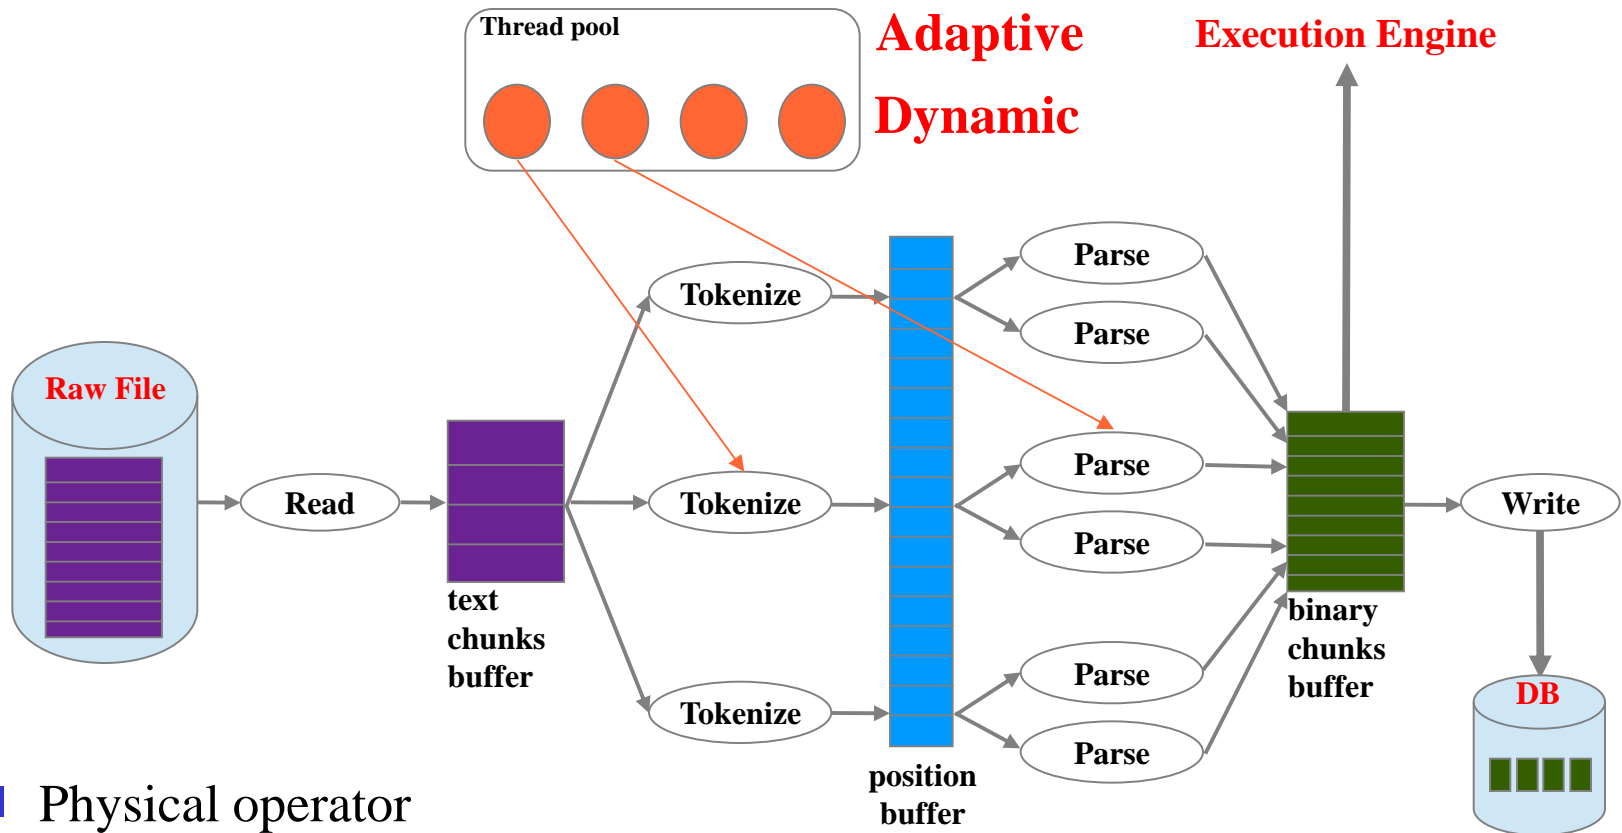 Thread pool
Adaptive
Dynamic
Execution Engine
Raw File
Read
text
chunks
buffer
Tokenize
Tokenize
Tokenize
position
buffer
Parse
Parse
Parse
Parse
Parse
Parse
binary
chunks
buffer
Write
DB
Physical operator